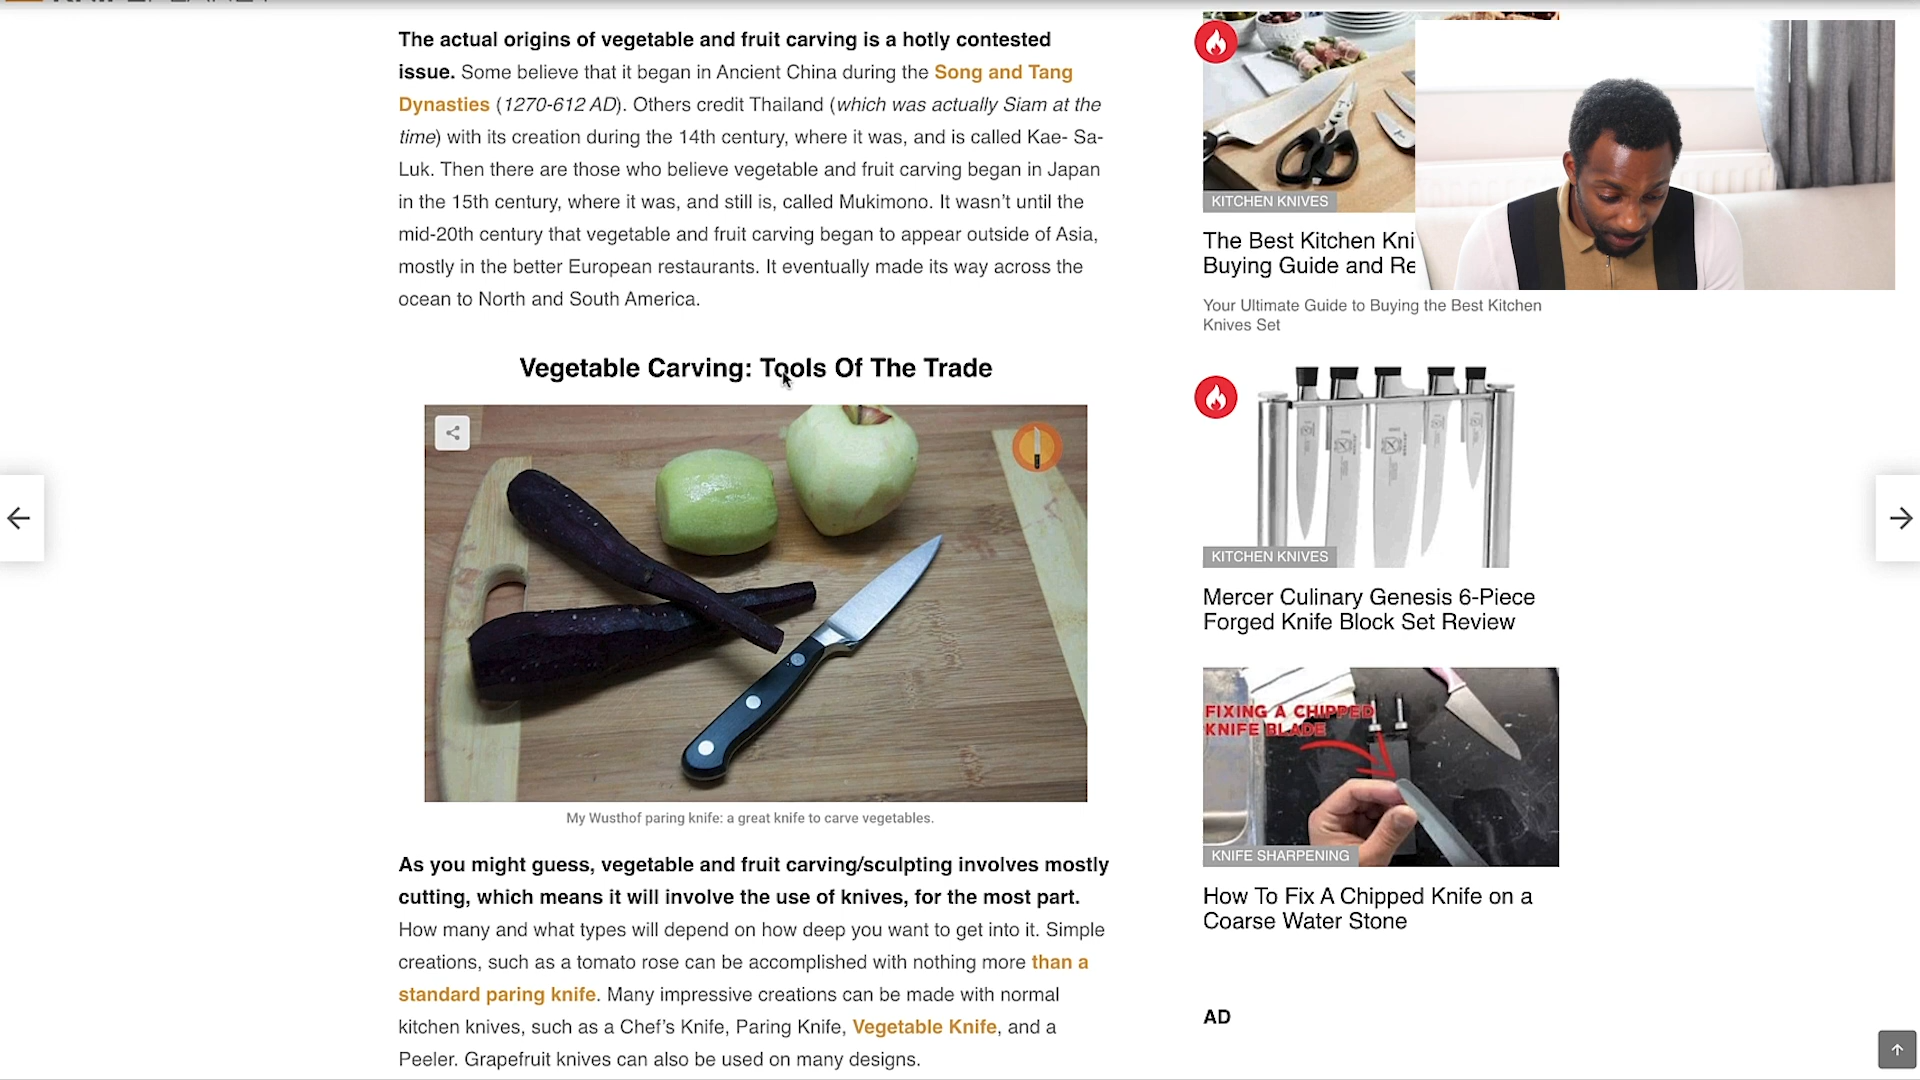 The actual origins of vegetable and fruit carving is a hotly contested
issue. Some believe that it began in Ancient China during the Song and Tang
Dynasties (1270-612 AD). Others credit Thailand (which was actually Siam at the
time) with its creation during the 14th century, where it was, and is called Kae- Sa-
Luk. Then there are those who believe vegetable and fruit carving began in Japan
in the 15th century, where it was, and still is, called Mukimono. It wasn't until the
mid-20th century that vegetable and fruit carving began to appear outside of Asia,
mostly in the better European restaurants. It eventually made its way across the
ocean to North and South America.
Vegetable Carving: Tools Of The Trade
My Wusthof paring knife: a great knife to carve vegetables.
As you might guess, vegetable and fruit carving/sculpting involves mostly
cutting, which means it will involve the use of knives, for the most part.
How many and what types will depend on how deep you want to get into it. Simple
creations, such as a tomato rose can be accomplished with nothing more than a
standard paring knife. Many impressive creations can be made with normal
kitchen knives, such as a Chef's Knife, Paring Knife, Vegetable Knife, and a
Peeler. Grapefruit knives can also be used on many designs.
KITCHEN KNIVES
The Best Kitchen Kni
Buying Guide and Re
Your Ultimate Guide to Buying the Best Kitchen
Knives Set
KITCHEN KNIVES
Mercer Culinary Genesis 6-Piece
Forged Knife Block Set Review
FIXING A CHIPPED
KNIFE BLADE
KNIFE SHARPENING
How To Fix A Chipped Knife on a
Coarse Water Stone
AD